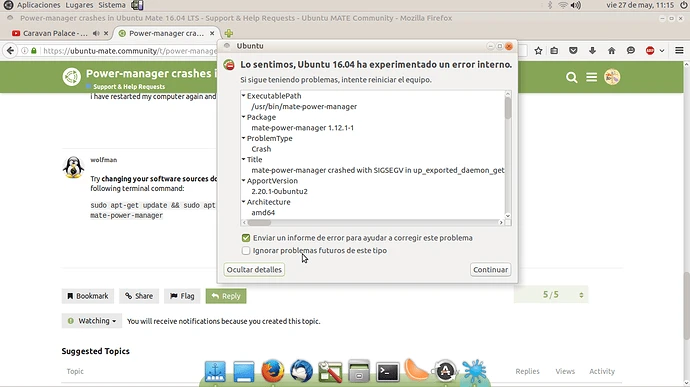 Power-manager crashes in Ubuntu Mate 16.04 LTS - Support & Help Requests - Ubuntu MATE Community - Mozilla Firefox
Aplicaciones Lugares Sistema
vie 27 de may, 11:15
Caravan Palace -
Power-manager crash
https://ubuntu-mate.community/t/power-
Power-manager crashes i
Support & Help Requests
i have restarted my computer again and
wolfman
Try changing your software sources do
following terminal command:
sudo apt-get update && sudo apt
mate-power-manager
Ubuntu
Lo sentimos, Ubuntu 16.04 ha experimentado un error interno.
Si sigue teniendo problemas, intente reiniciar el equipo.
ExecutablePath
/usr/bin/mate-power-manager
Package
mate-power-manager 1.12.1-1
ProblemType
Crash
Title
mate-power-manager crashed with SIGSEGV in up_exported_daemon_get
ApportVersion
2.20.1-0ubuntu2
Architecture
amd64
Enviar un informe de error para ayudar a corregir este problema
Ignorar problemas futuros de este tipo
Ocultar detalles
Continuar
Bookmark
Share
Flag
Reply
5 / 5
Watching
You will receive notifications because you created this topic.
Suggested Topics
Topic
Replies
Views
Activity